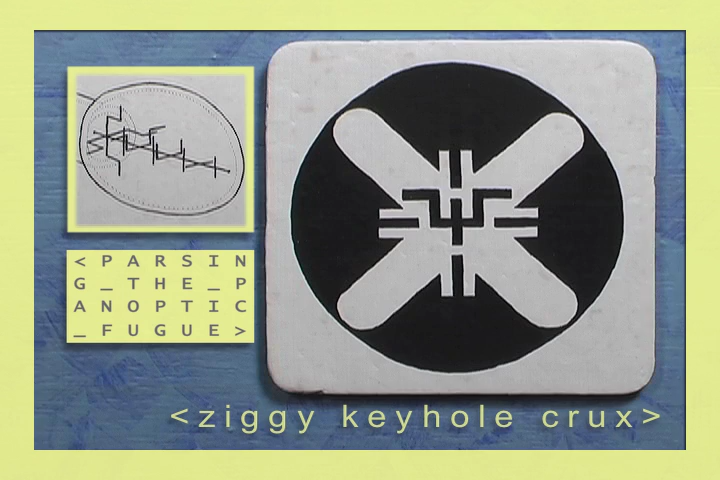 < P A R S I N
G _ T H E _ P
A N O P T I C
_ F U G U E >
<ziggy keyhole crux>